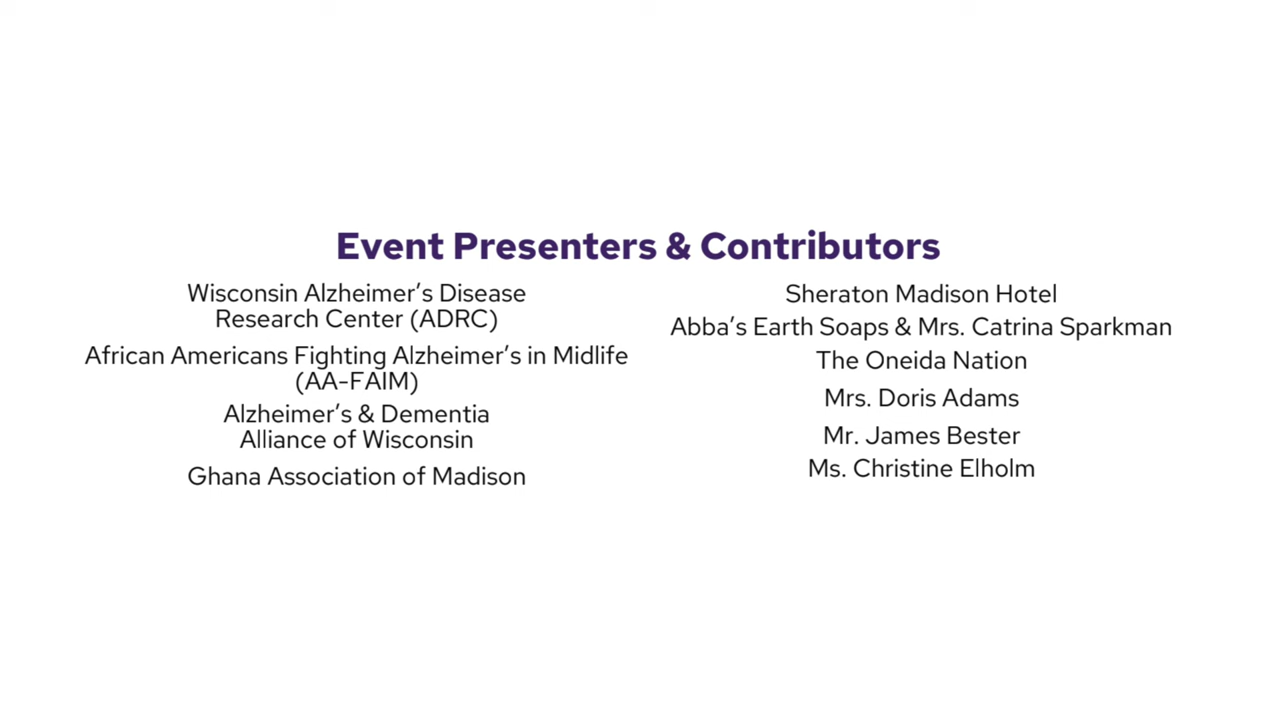 Event Presenters & Contributors
Wisconsin Alzheimer's Disease
Research Center (ADRC)
African Americans Fighting Alzheimer's in Midlife
(AA-FAIM)
Alzheimer's & Dementia
Alliance of Wisconsin
Ghana Association of Madison
Sheraton Madison Hotel
Abba's Earth Soaps & Mrs. Catrina Sparkman
The Oneida Nation
Mrs. Doris Adams
Mr. James Bester
Ms. Christine Elholm